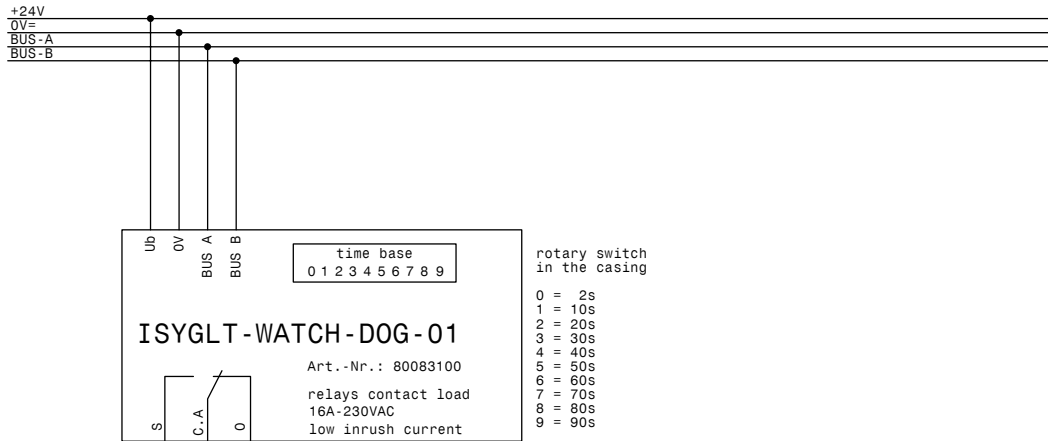 +24V
0V=
BUS-A
BUS-B
Ub
0V
BUS A
BUS B
time base
0 1 2 3 4 5 6 7 8 9
rotary switch
in the casing
0 = 2s
1 = 10s
2 = 20s
3 = 30s
4 = 40s
5 = 50s
6 = 60s
7 = 70s
8 = 80s
9 = 90s
ISYGLT-WATCH-DOG-01
Art.-Nr.: 80083100
relays contact load
16A-230VAC
low inrush current
S
C.A
O